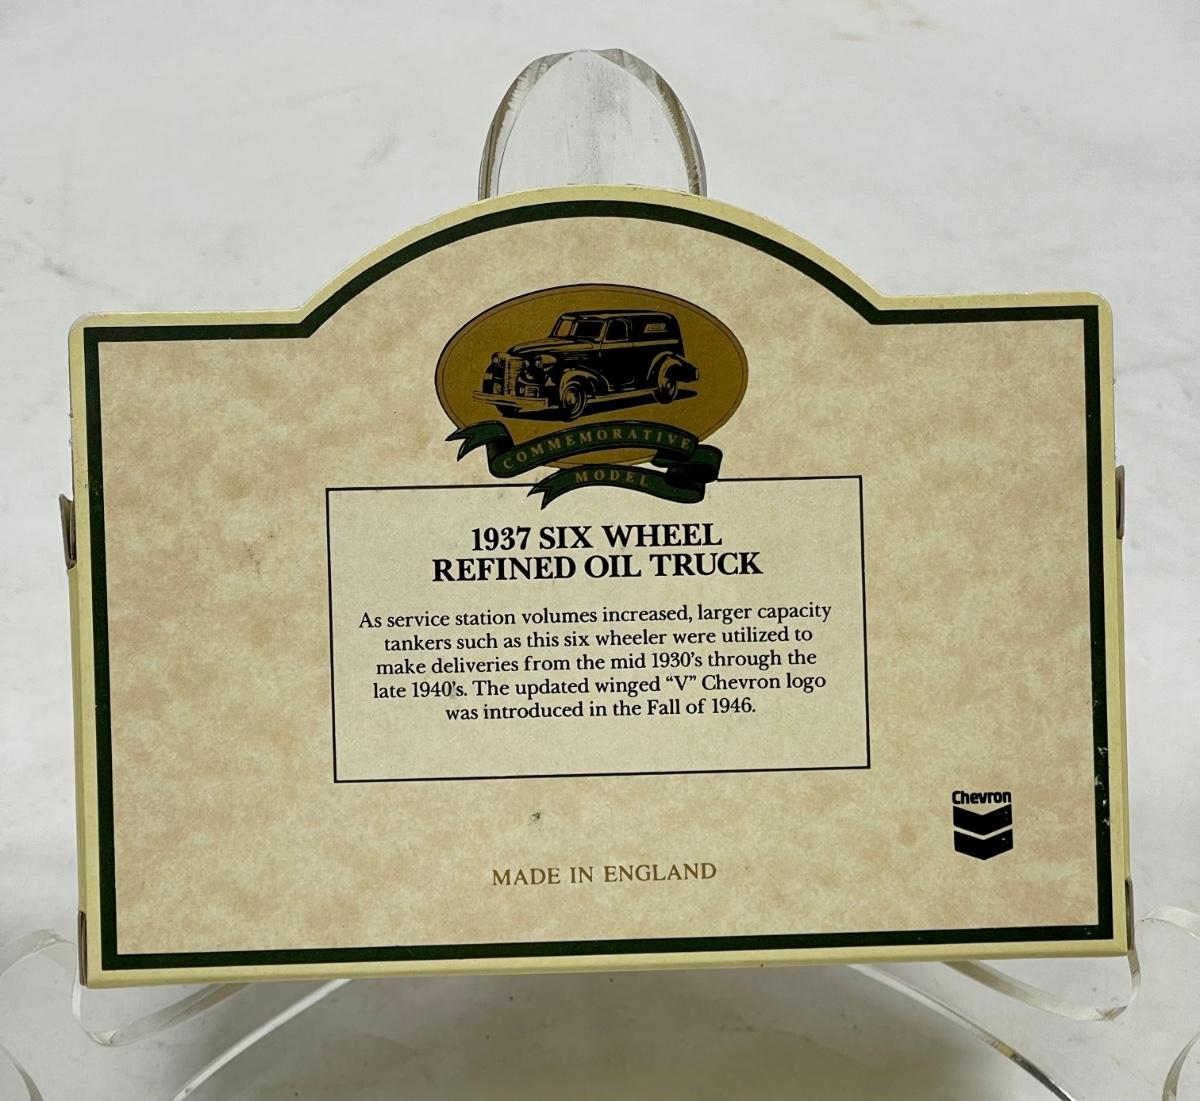 COMMEMORATIVE
MODEL
1937 SIX WHEEL
REFINED OIL TRUCK
As service station volumes increased, larger capacity
tankers such as this six wheeler were utilized to
make deliveries from the mid 1930's through the
late 1940's. The updated winged “V” Chevron logo
was introduced in the Fall of 1946.
Chevron
MADE IN ENGLAND